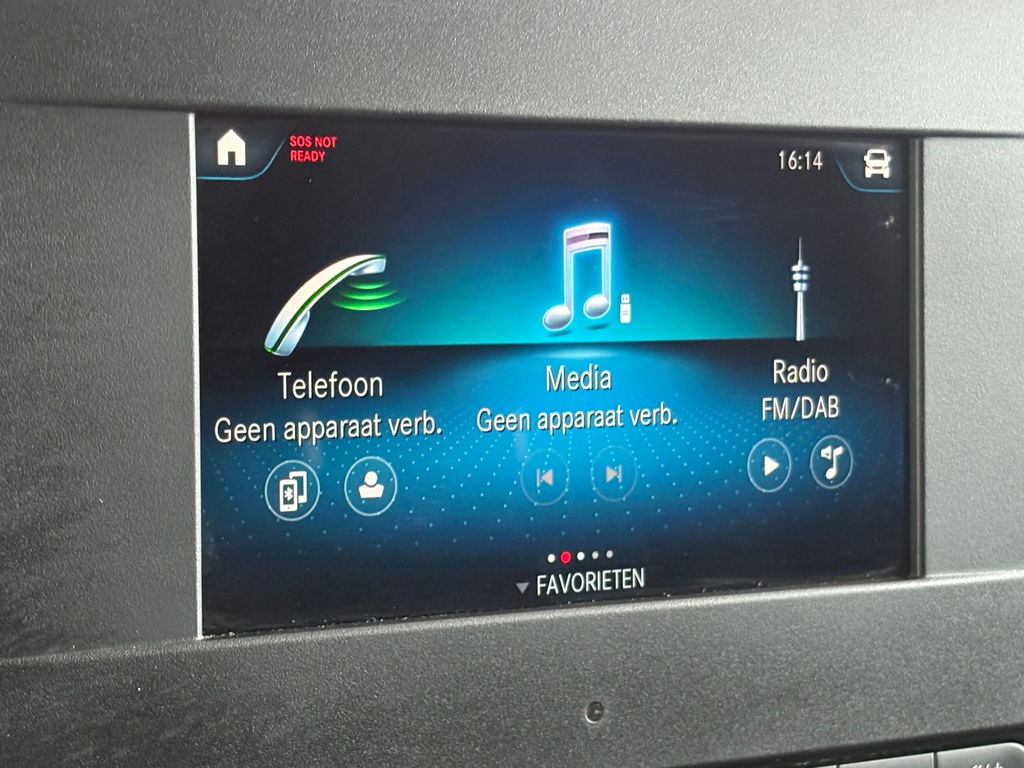 SOS NOT
READY
16:14
Telefoon
Geen apparaat verb.
Media
Geen apparaat verb.
Radio
FM/DAB
FAVORIETEN